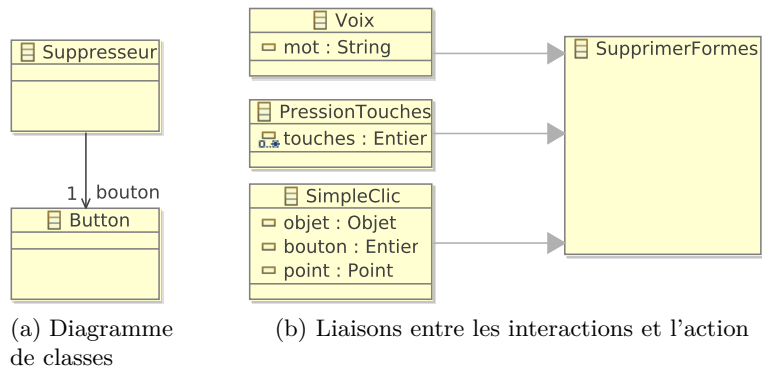 Suppresseur
1 bouton
Button
(a) Diagramme
de classes
Voix
mot : String
PressionTouches
0..*
touches : Entier
SimpleClic
objet : Objet
bouton : Entier
point : Point
SupprimerFormes
(b) Liaisons entre les interactions et l'action